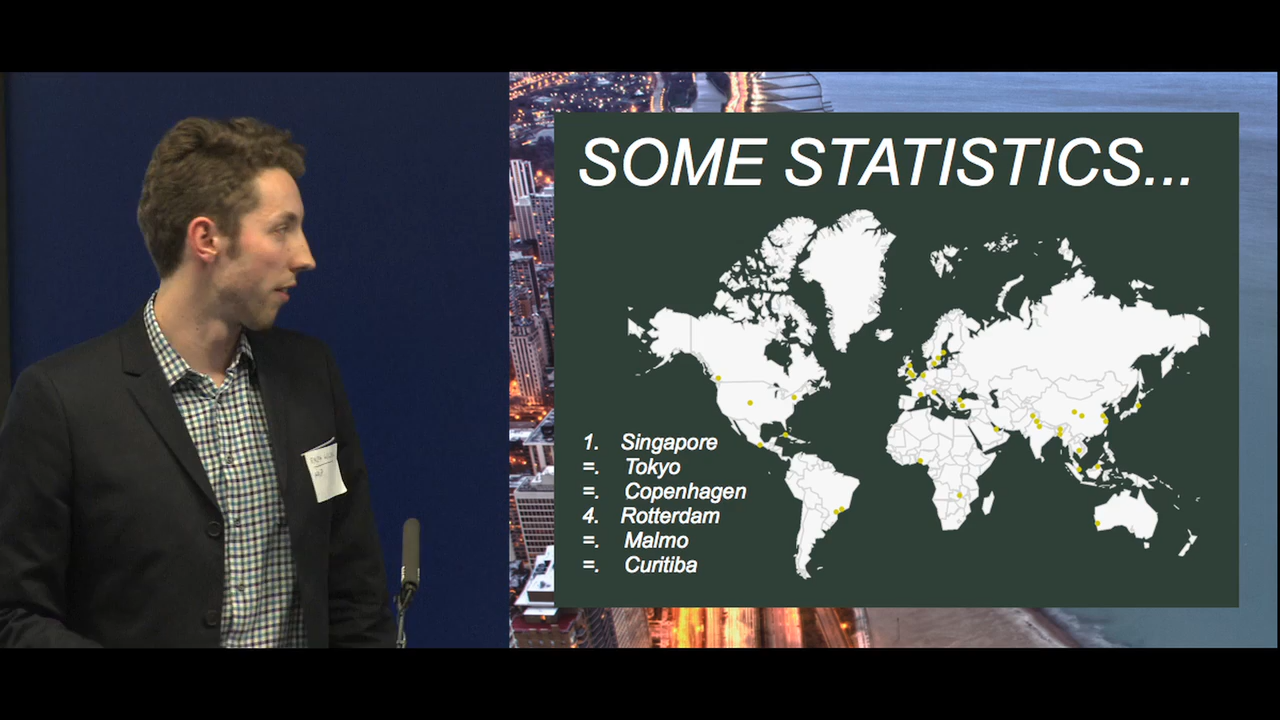 SOME STATISTICS...
1. Singapore
=. Tokyo
=. Copenhagen
4. Rotterdam
=. Malmo
=. Curitiba